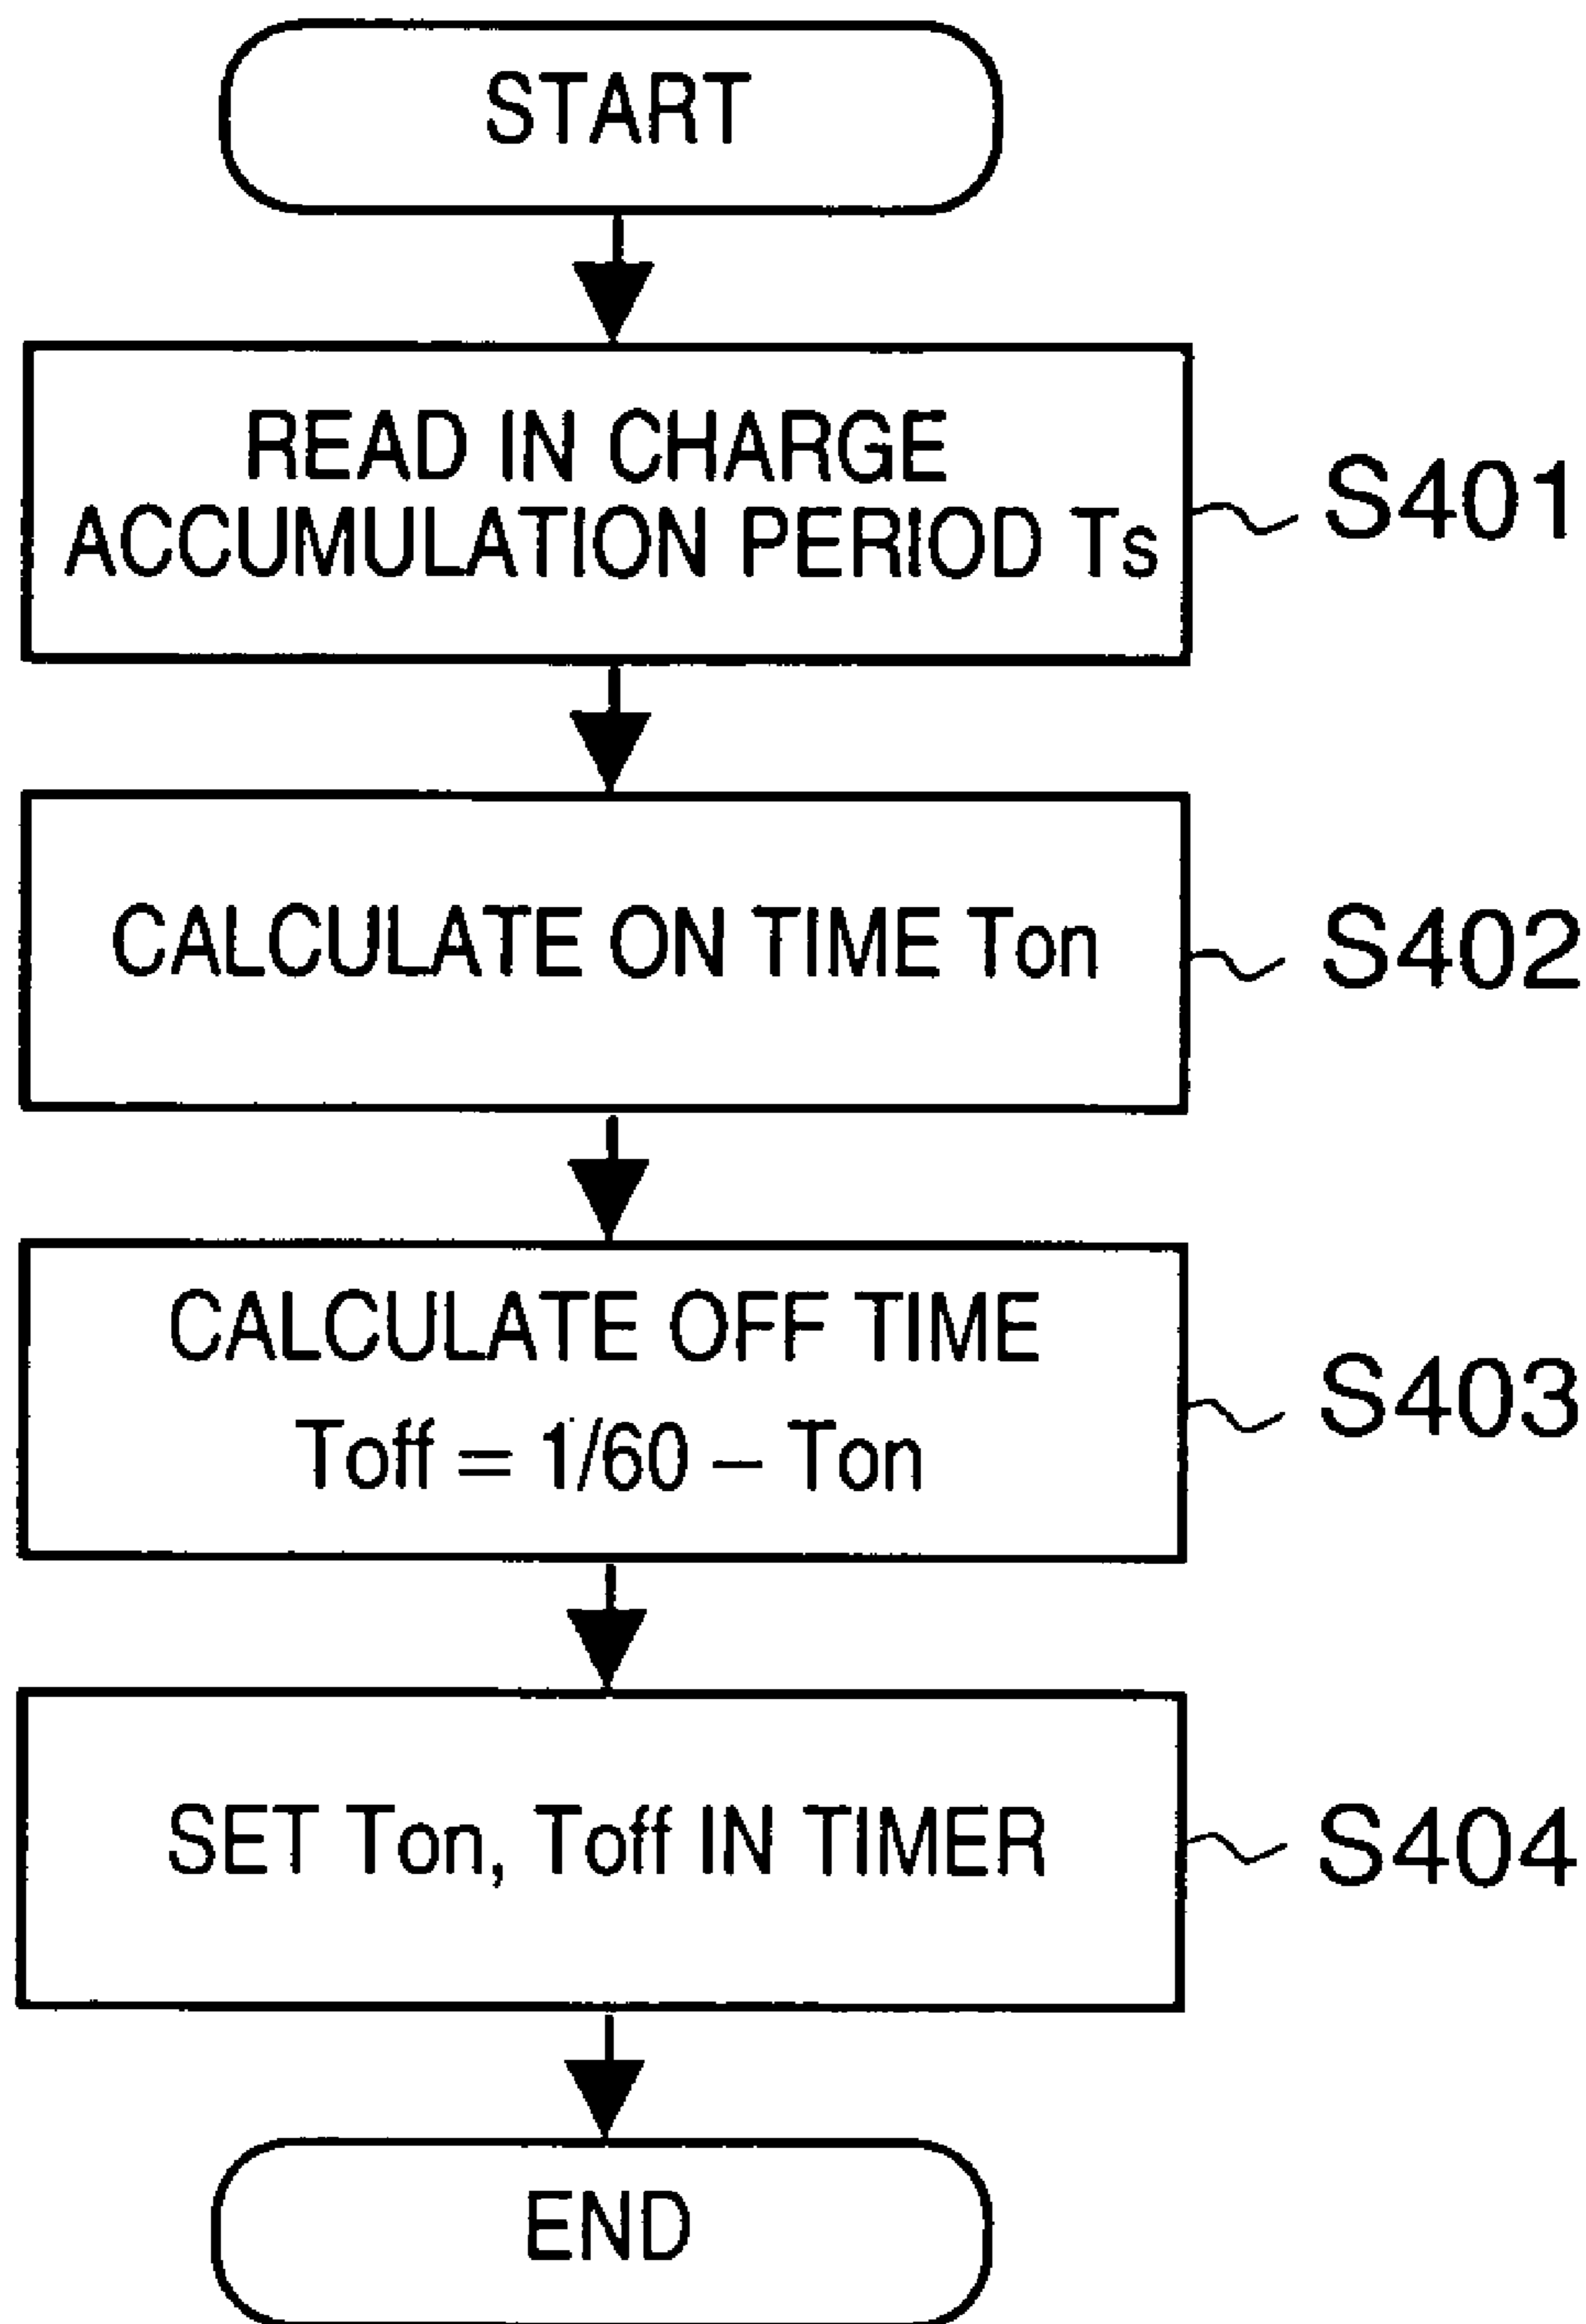 START
READ IN CHARGE
ACCUMULATION PERIOD Ts
S401
CALCULATE ON TIME Ton
S402
CALCULATE OFF TIME
Toff = 1/60 – Ton
S403
SET Ton, Toff IN TIMER
S404
END